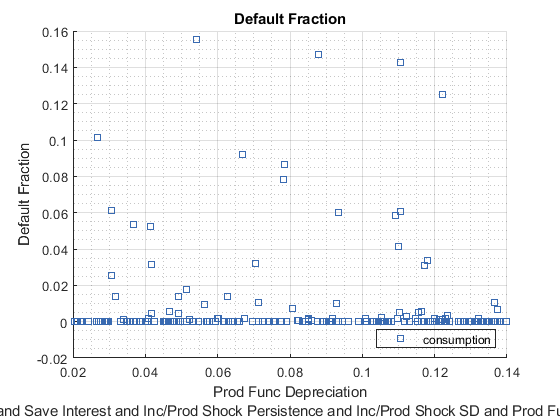 Default Fraction
0.16
0.14
0.12
0.1
0.08
0.06
0.04
0.02
0
-0.02
Default Fraction
consumption
0.02 0.04 0.06 0.08 0.1 0.12 0.14
Prod Func Depreciation
and Save Interest and Inc/Prod Shock Persistence and Inc/Prod Shock SD and Prod Fu